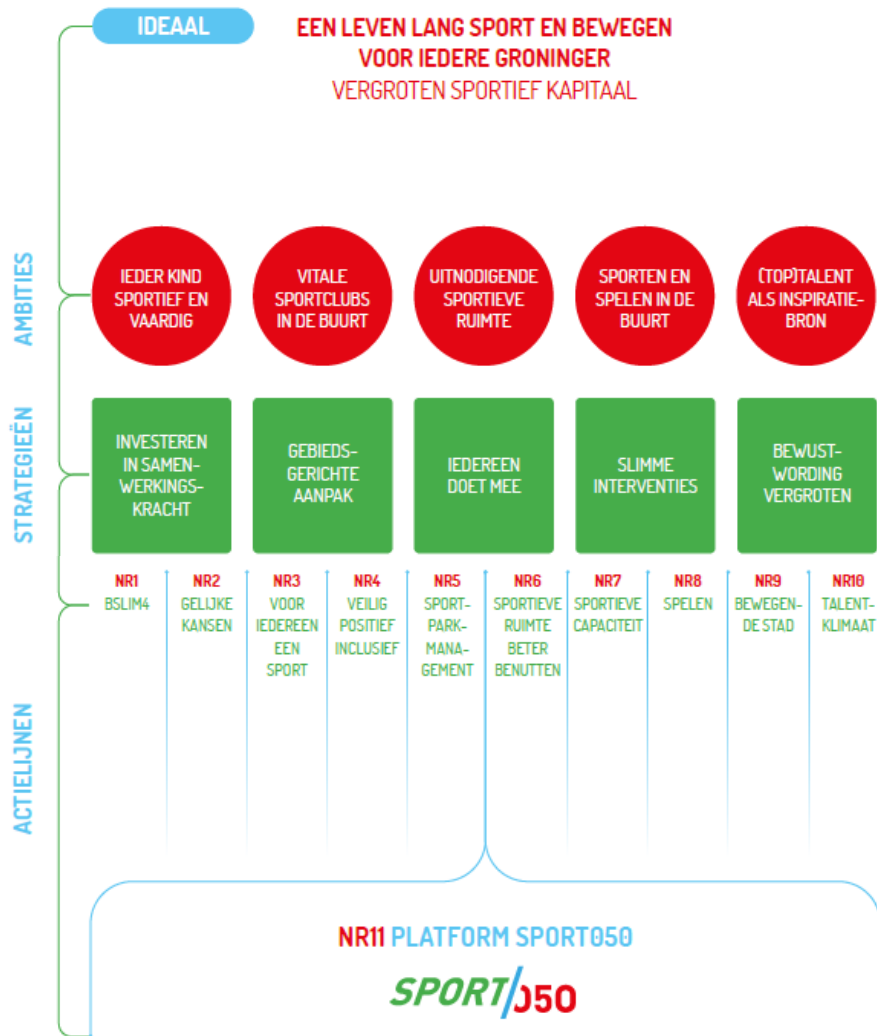 IDEAAL
EEN LEVEN LANG SPORT EN BEWEGEN
VOOR IEDERE GRONINGER
VERGROTEN SPORTIEF KAPITAAL
AMBITIES
IEDER KIND
SPORTIEF EN
VAARDIG
VITALE
SPORTCLUBS
IN DE BUURT
UITNODIGENDE
SPORTIEVE
RUIMTE
SPORTEN EN
SPELEN IN DE
BUURT
(TOP)TALENT
ALS INSPIRATIE-
BRON
STRATEGIEËN
INVESTEREN
IN SAMEN-
WERKINGS-
KRACHT
GEBIEDS-
GERICHTE
AANPAK
IEDEREEN
DOET MEE
SLIMME
INTERVENTIES
BEWUST-
WORDING
VERGROTEN
ACTIELIJNEN
NR1
BSLIM4
NR2
GELIJKE
KANSEN
NR3
VOOR
IEDEREEN
EEN
SPORT
NR4
VEILIG
POSITIEF
INCLUSIEF
NR5
SPORT-
PARK-
MANA-
GEMENT
NR6
SPORTIEVE
RUIMTE
BETER
BENUTTEN
NR7
SPORTIEVE
CAPACITEIT
NR8
SPELEN
NR9
BEWEGEN-
DE STAD
NR10
TALENT-
KLIMAAT
NR11 PLATFORM SPORT050
SPORT/050